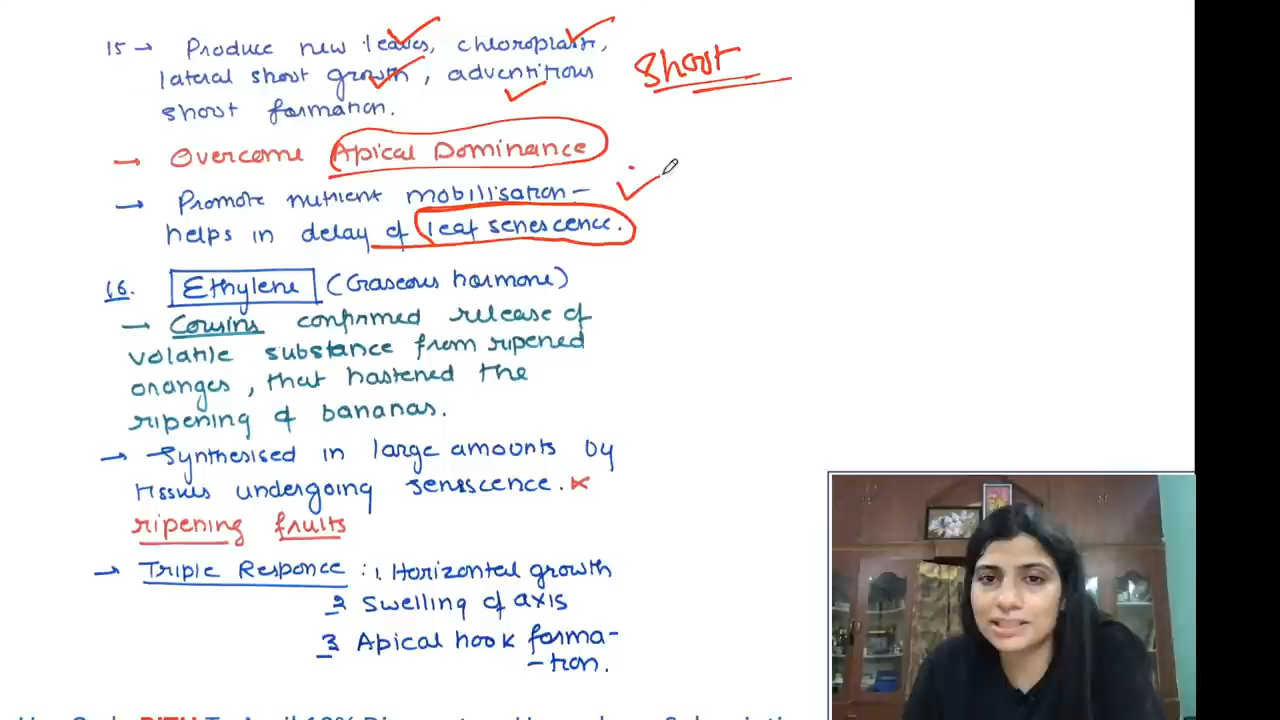 15 → Produce new leaves, chloroplast,
lateral shoot growth, adventitious
shoot formation.
Shoot
→ Overcome Apical Dominance
→ Promote nutrient mobilisation -
helps in delay of leaf senescence.
16. Ethylene (Gaseous hormone)
→ Cousins confirmed release of
volatile substance from ripened
oranges, that hastened the
ripening of bananas.
→ Synthesised in large amounts by
tissues undergoing senescence. &
ripening fruits
→ Triple Responce : 1. Horizontal growth
2 Swelling of axis
3 Apical hook forma-
-tion.